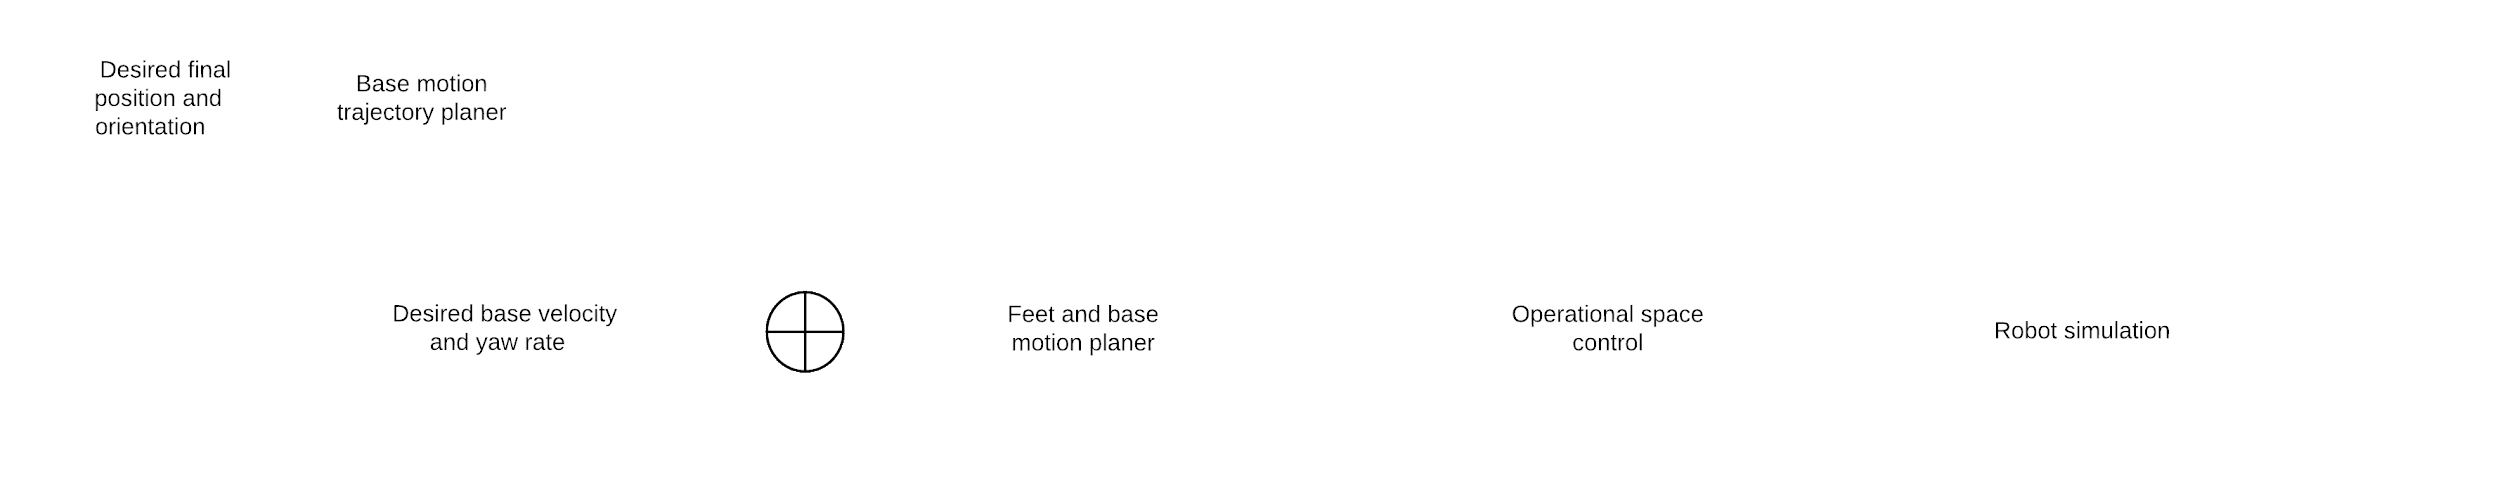 Desired final
position and
orientation
Base motion
trajectory planer
Desired base velocity
and yaw rate
Feet and base
motion planer
Operational space
control
Robot simulation